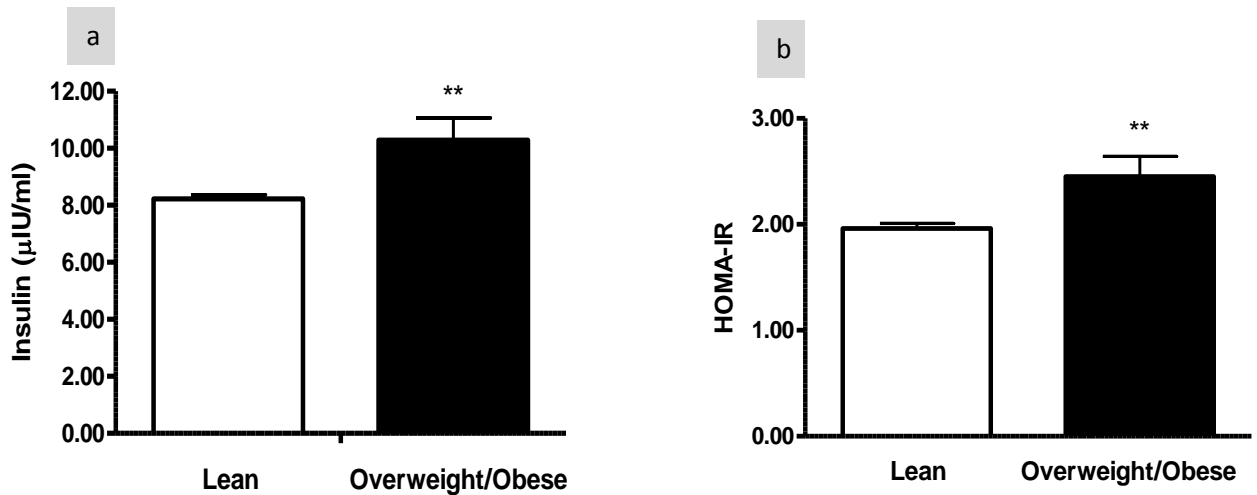 a
Insulin (µIU/ml)
12.00
10.00
8.00
6.00
4.00
2.00
0.00
**
Lean
Overweight/Obese
b
HOMA-IR
3.00
2.00
1.00
0.00
**
Lean
Overweight/Obese